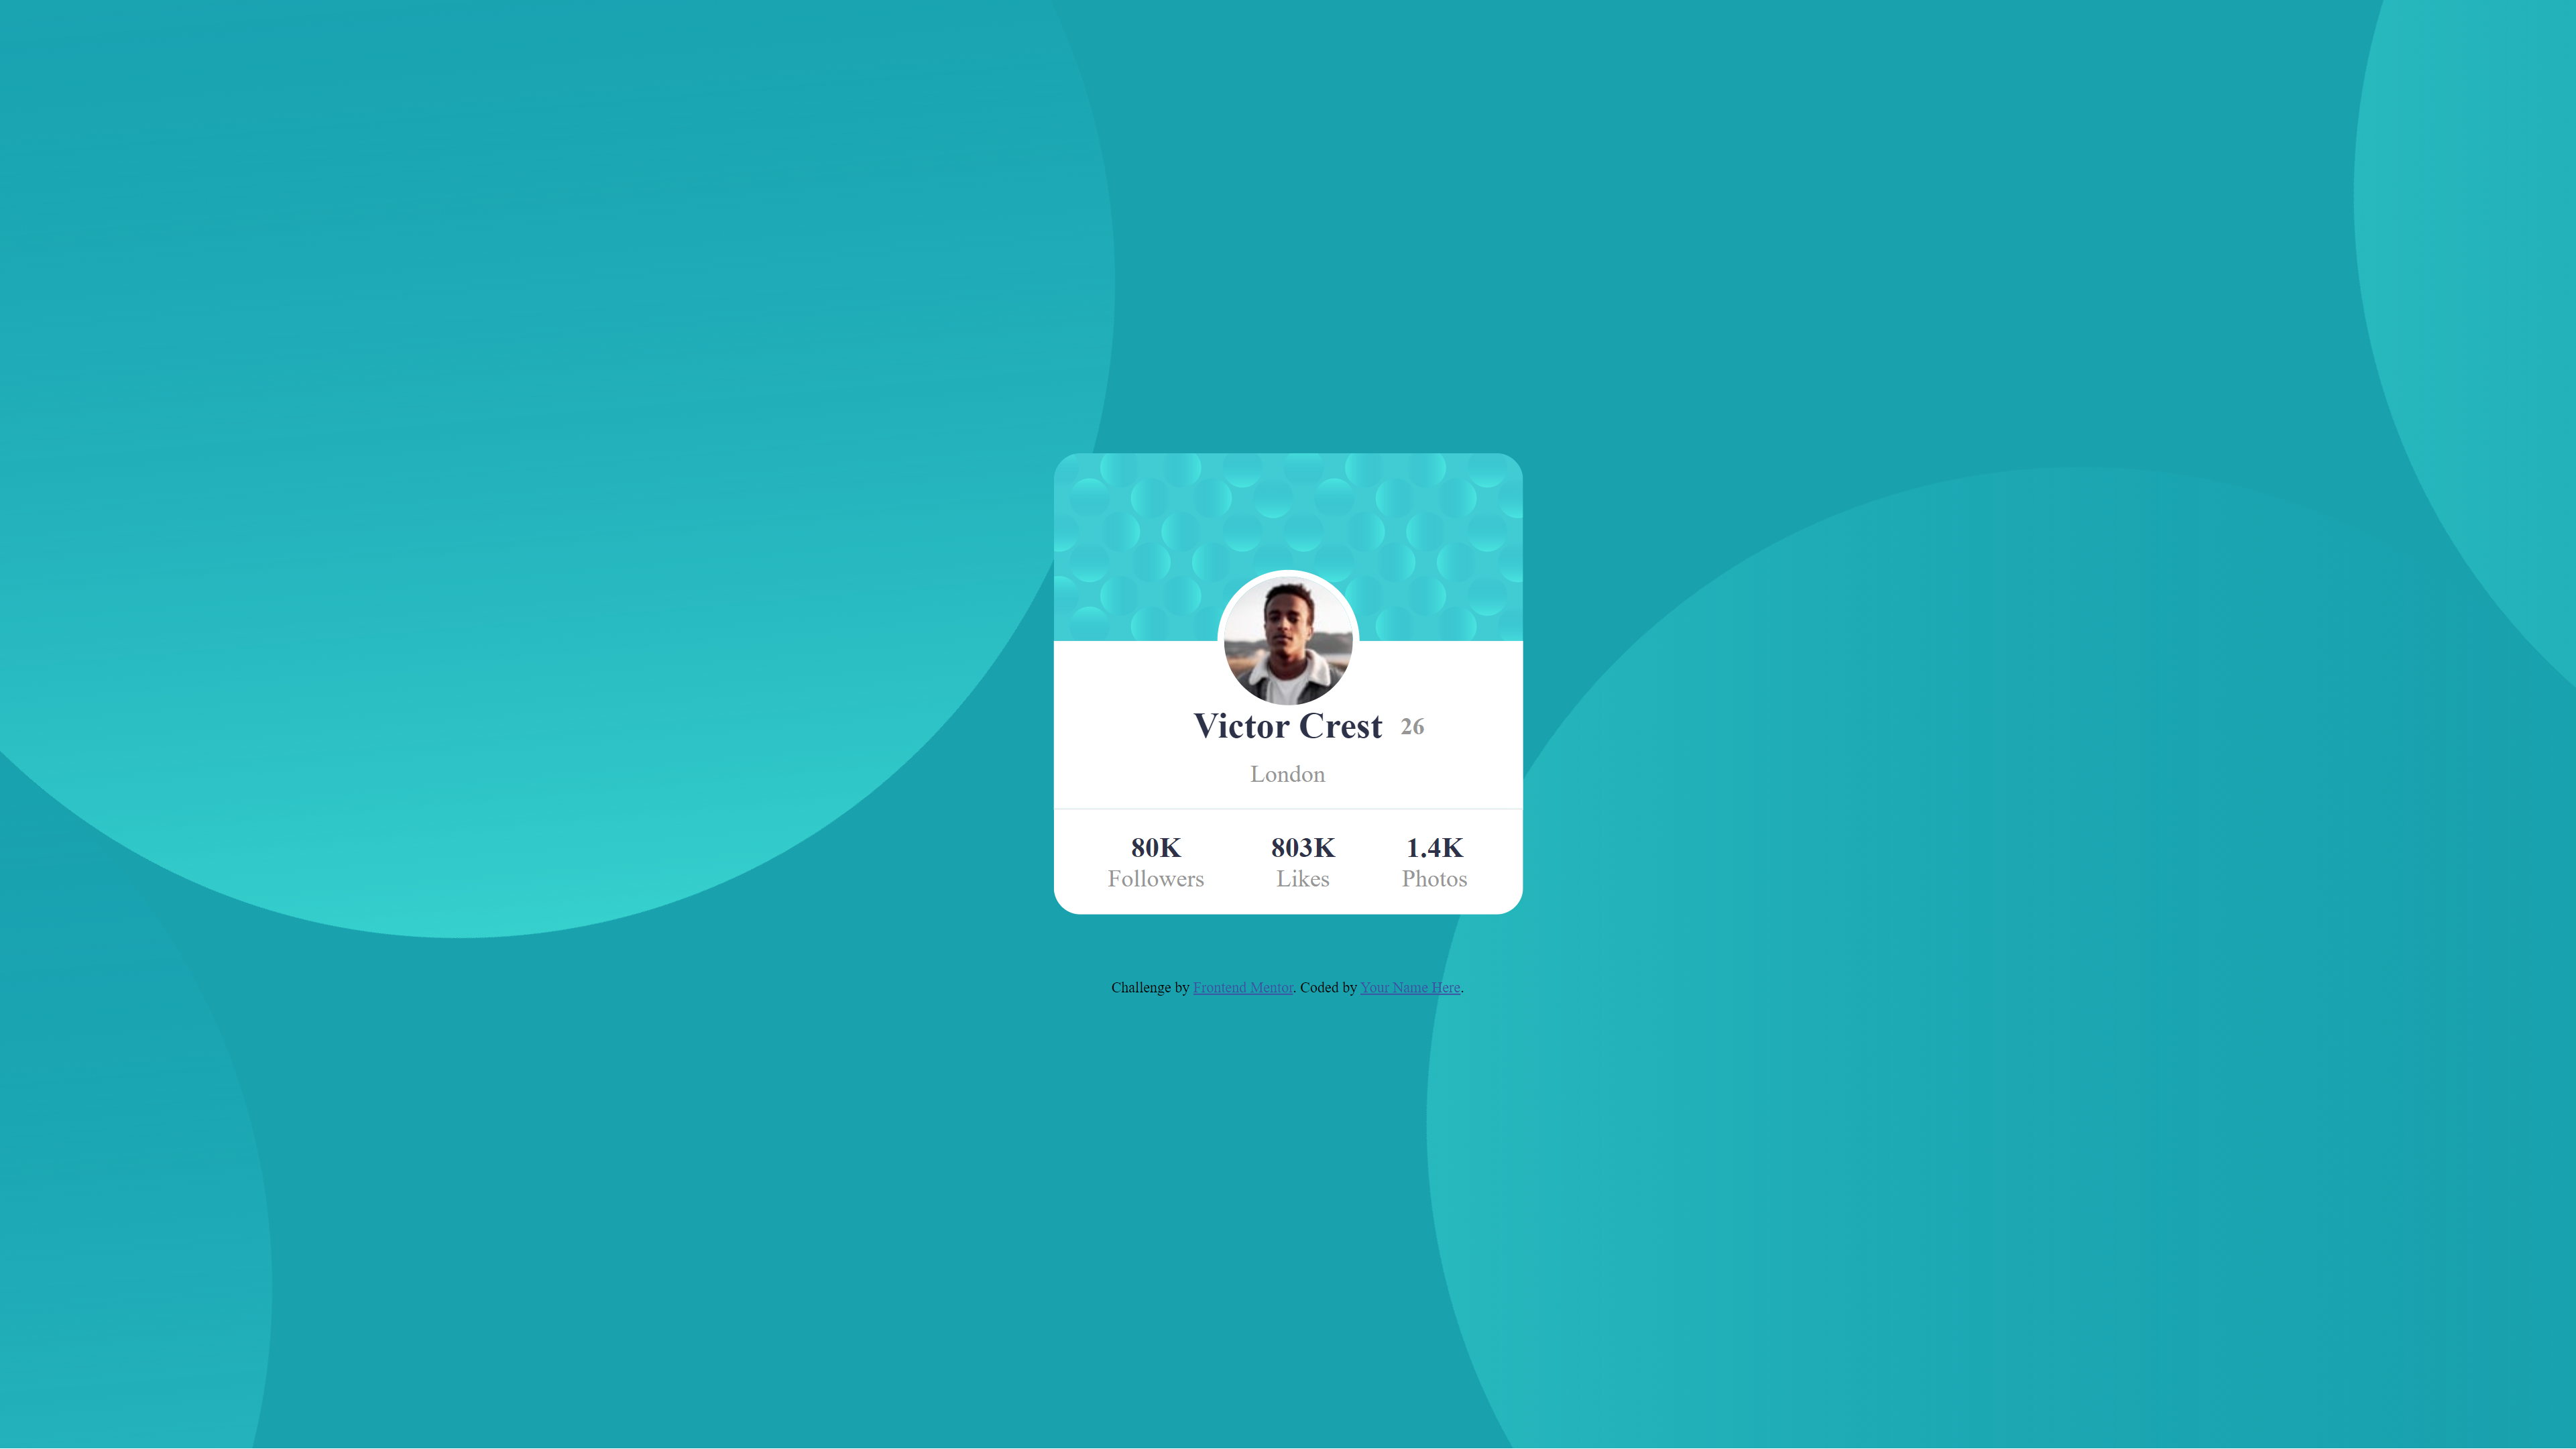 Victor Crest 26
London
80K 803K 1.4K
Followers Likes Photos
Challenge by Frontend Mentor. Coded by Your Name Here.